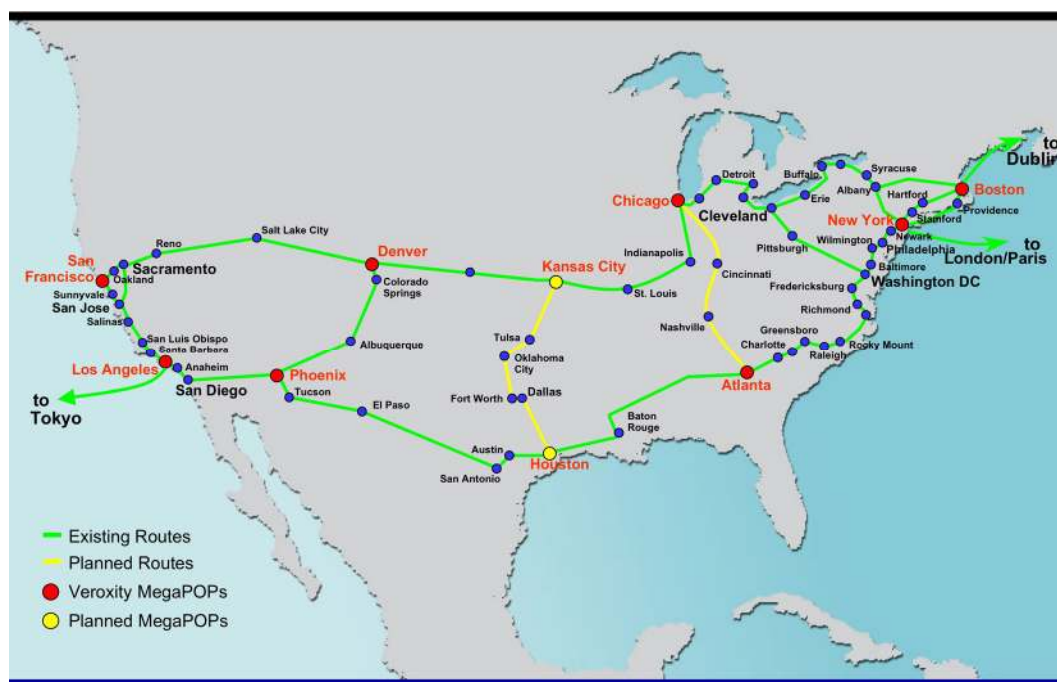 to
Dublin
Detroit
Buffalo
Syracuse
Albany
Hartford
Boston
Chicago
Erie
Cleveland
New York
Stamford
Providence
Salt Lake City
Reno
Pittsburgh
Wilmington
Newark
Philadelphia
to
London/Paris
San
Francisco
Oakland
Sacramento
Denver
Colorado
Springs
Kansas City
Indianapolis
St. Louis
Cincinnati
Baltimore
Washington DC
Fredericksburg
Sunnyvale
San Jose
Salinas
Richmond
Nashville
Greensboro
Charlotte
Raleigh
Rocky Mount
San Luis Obispo
Santa Barbara
Los Angeles
Anaheim
San Diego
Albuquerque
Tulsa
Oklahoma
City
Phoenix
Tucson
Atlanta
to
Tokyo
El Paso
Fort Worth
Dallas
Baton
Rouge
Austin
San Antonio
Houston
Existing Routes
Planned Routes
Veroxity MegaPOPs
Planned MegaPOPs